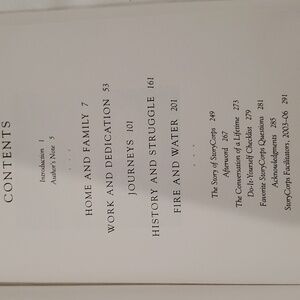 CONTENTS
Introduction 1
Author's Note 5
....
HOME AND FAMILY 7
WORK AND DEDICATION 53
JOURNEYS 101
HISTORY AND STRUGGLE 161
FIRE AND WATER 201
....
The Story of StoryCorps 249
Afterword 267
The Conversation of a Lifetime 273
Do-It-Yourself Checklist 279
Favorite StoryCorps Questions 281
Acknowledgments 285
StoryCorps Facilitators, 2003–06 291